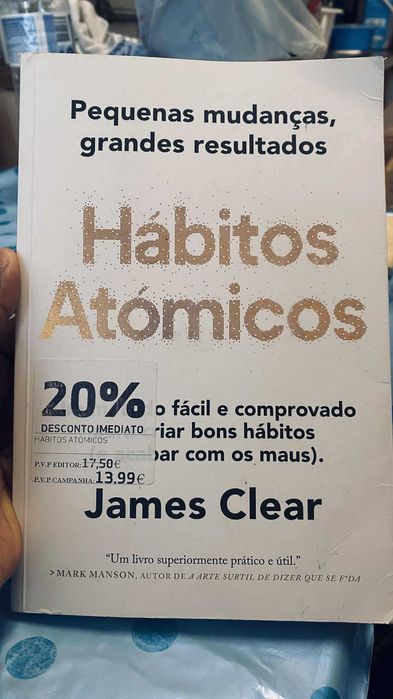 Pequenas mudanças,
grandes resultados
Hábitos
Atómicos
20%
DESCONTO IMEDIATO
HÁBITOS ATÓMICOS
P.V.P EDITOR: 17,50€
P.V.P CAMPANHA: 13.99€
o fácil e comprovado
criar bons hábitos
(e acabar com os maus).
James Clear
“Um livro superiormente prático e útil.”
> MARK MANSON, AUTOR DE A ARTE SUBTIL DE DIZER QUE SE F*DA